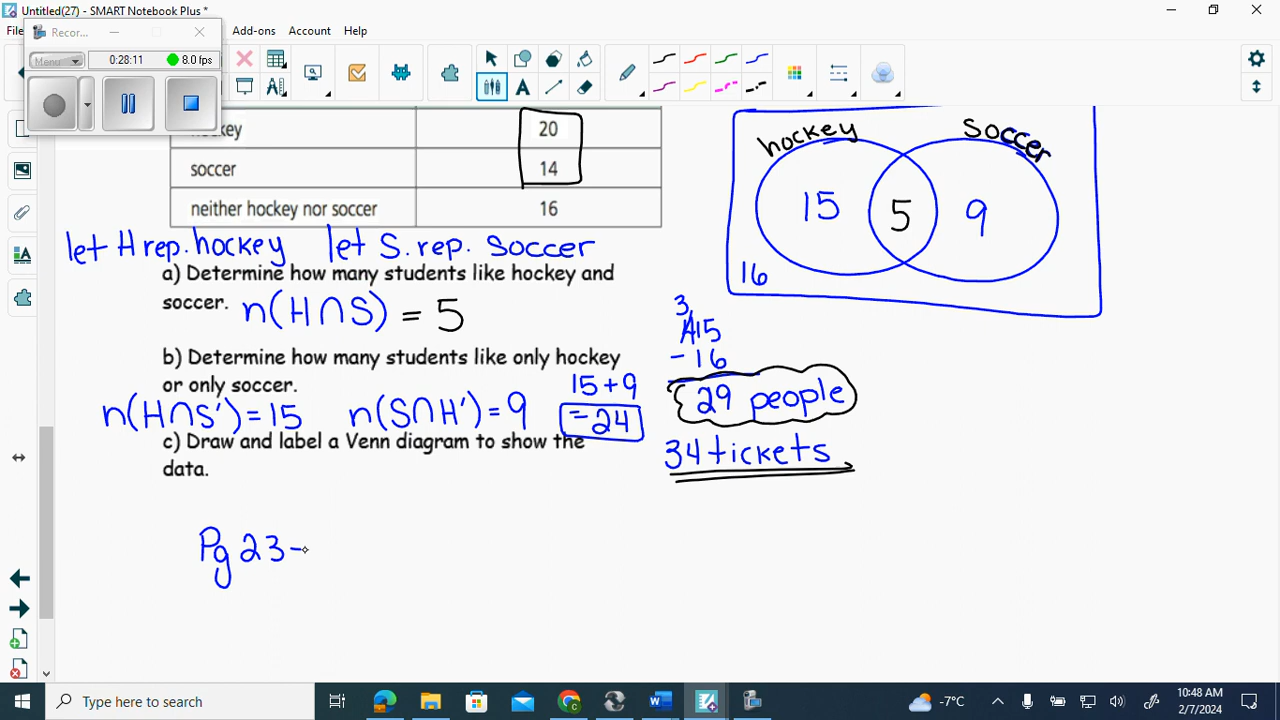 Untitled(27) - SMART Notebook Plus *
File Add-ons Account Help
Recor...
Menu 0:28:11 8.0 fps
hockey 20
soccer 14
neither hockey nor soccer 16
let H rep. hockey let S. rep. Soccer
a) Determine how many students like hockey and
soccer. n(H∩S) = 5
b) Determine how many students like only hockey
or only soccer.
15+9
n(H∩S')=15 n(S∩H')=9 =24
c) Draw and label a Venn diagram to show the
data.
Pg 23-
hockey soccer
15 5 9
16
3
415
-16
29 people
34 tickets
Type here to search
-7°C
10:48 AM
2/7/2024